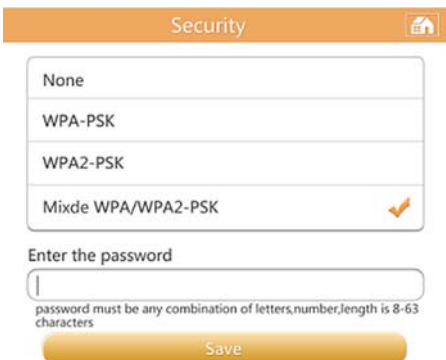 Security
None
WPA-PSK
WPA2-PSK
Mixde WPA/WPA2-PSK
Enter the password
password must be any combination of letters,number,length is 8-63
characters
Save